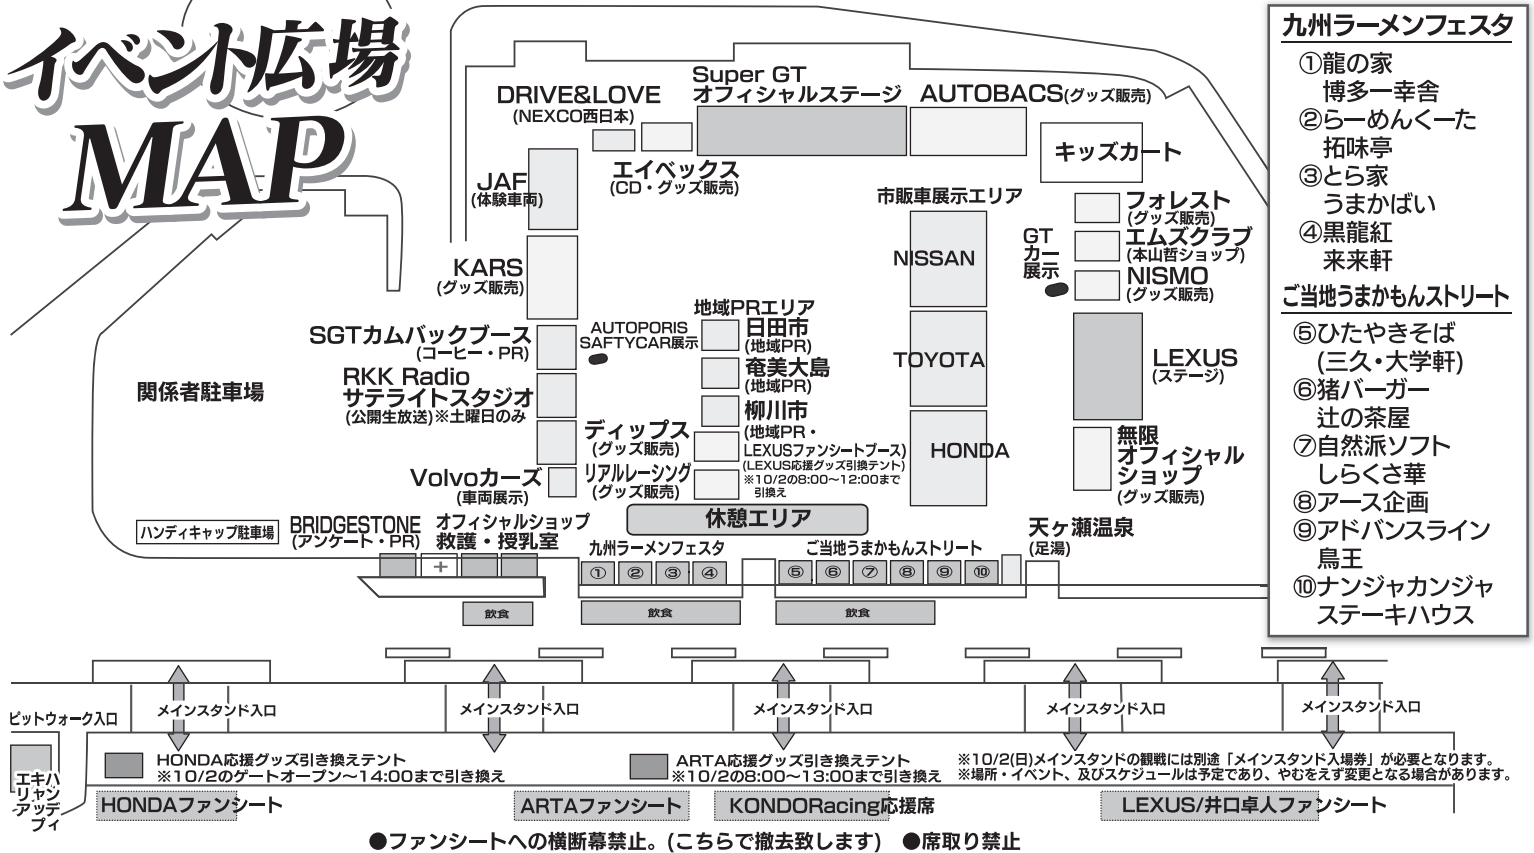 イベント広場
MAP
Super GT
オフィシャルステージ
DRIVE&LOVE
(NEXCO西日本)
AUTOBACS(グッズ販売)
エイベックス
(CD・グッズ販売)
キッズカート
JAF
(体験車両)
市販車展示エリア
フォレスト
(グッズ販売)
GT
カー
展示
エムズクラブ
(本山哲ショップ)
NISSAN
KARS
(グッズ販売)
NISMO
(グッズ販売)
地域PRエリア
SGTカムバックブース
(コーヒー・PR)
AUTOPORIS
SAFTYCAR展示
日田市
(地域PR)
TOYOTA
LEXUS
(ステージ)
RKK Radio
サテライトスタジオ
(公開生放送)※土曜日のみ
奄美大島
(地域PR)
関係者駐車場
柳川市
(地域PR・
LEXUSファンシートブース)
(LEXUS応援グッズ引換テント)
※10/2の8:00～12:00まで
引換え
ディップス
(グッズ販売)
HONDA
無限
オフィシャル
ショップ
(グッズ販売)
Volvoカーズ
(車両展示)
リアルレーシング
(グッズ販売)
休憩エリア
ハンディキャップ駐車場
BRIDGESTONE
(アンケート・PR)
オフィシャルショップ
救護・授乳室
天ヶ瀬温泉
(足湯)
九州ラーメンフェスタ
ご当地うまかもんストリート
① ② ③ ④
⑤ ⑥ ⑦ ⑧ ⑨ ⑩
飲食
飲食
飲食
九州ラーメンフェスタ
①龍の家
博多一幸舎
②らーめんくーた
拓味亭
③とら家
うまかばい
④黒龍紅
来来軒
ご当地うまかもんストリート
⑤ひたやきそば
(三久・大学軒)
⑥猪バーガー
辻の茶屋
⑦自然派ソフト
しらくさ華
⑧アース企画
⑨アドバンスライン
鳥王
⑩ナンジャカンジャ
ステーキハウス
ピットウォーク入口
メインスタンド入口
メインスタンド入口
メインスタンド入口
メインスタンド入口
メインスタンド入口
ハンディ
キャップ
エリア
HONDA応援グッズ引き換えテント
※10/2のゲートオープン～14:00まで引き換え
ARTA応援グッズ引き換えテント
※10/2の8:00～13:00まで引き換え
※10/2(日)メインスタンドの観戦には別途「メインスタンド入場券」が必要となります。
※場所・イベント、及びスケジュールは予定であり、やむをえず変更となる場合があります。
HONDAファンシート
ARTAファンシート
KONDORacing応援席
LEXUS/井口卓人ファンシート
●ファンシートへの横断幕禁止。(こちらで撤去致します) ●席取り禁止